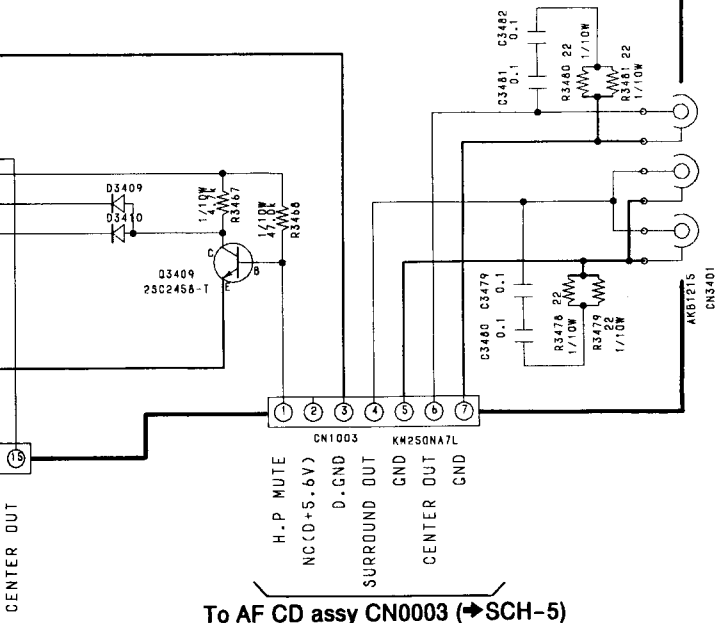 C3482
0.1
C3481
0.1
R3480 22
1/10W
R3481 22
1/10W
D3409
D3410
1/10W
4.7k
R3467
1/10W
47.0k
R3468
C
B
E
Q3409
2SC2458-T
C3479
0.1
C3480
0.1
R3478 22
1/10W
R3479
22
1/10W
AKB1215
CN3401
1
2
3
4
5
6
7
CN1003
KM250NA7L
15
CENTER OUT
H.P MUTE
NC(D+5.6V)
D.GND
SURROUND OUT
GND
CENTER OUT
GND
To AF CD assy CN0003 (➔SCH-5)